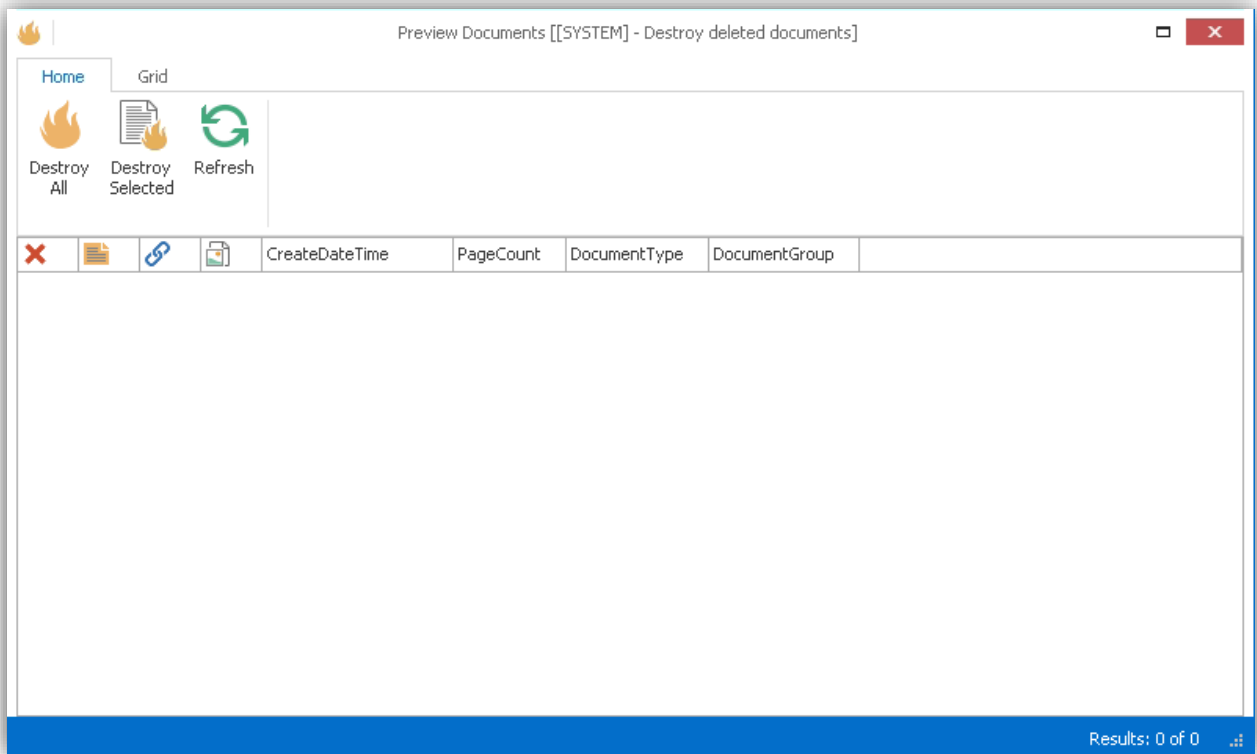 Preview Documents [[SYSTEM] - Destroy deleted documents]
Home Grid
Destroy All
Destroy Selected
Refresh
CreateDateTime PageCount DocumentType DocumentGroup
Results: 0 of 0